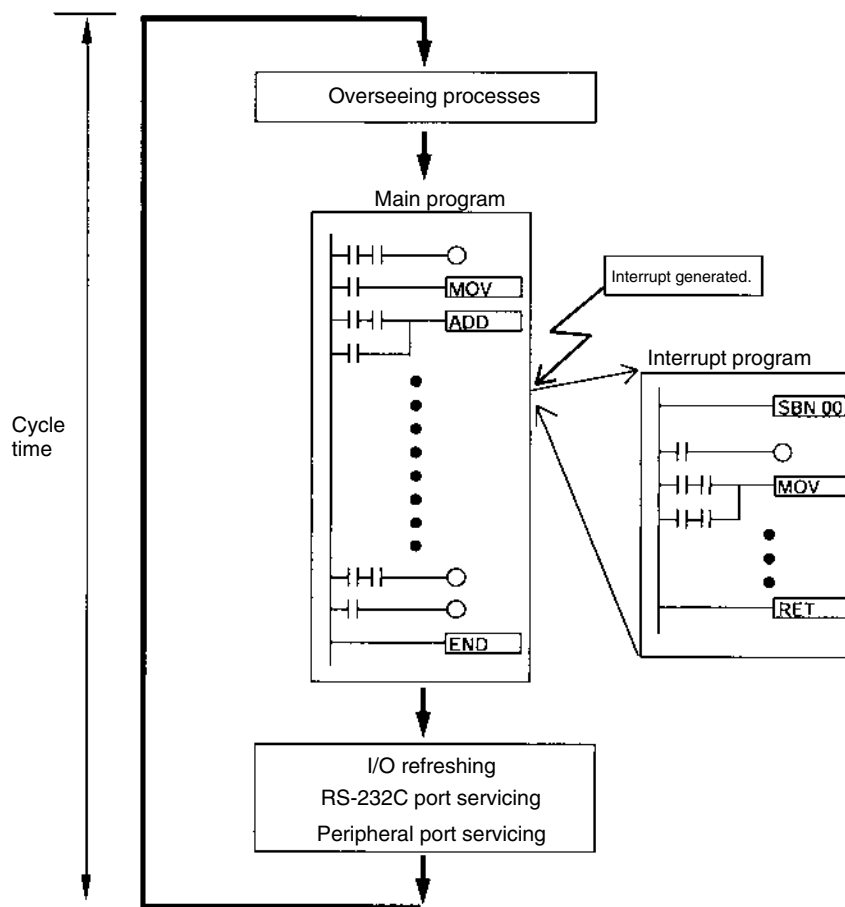 Overseeing processes
Main program
MOV
ADD
Interrupt generated.
Interrupt program
SBN 00
MOV
RET
Cycle
time
END
I/O refreshing
RS-232C port servicing
Peripheral port servicing